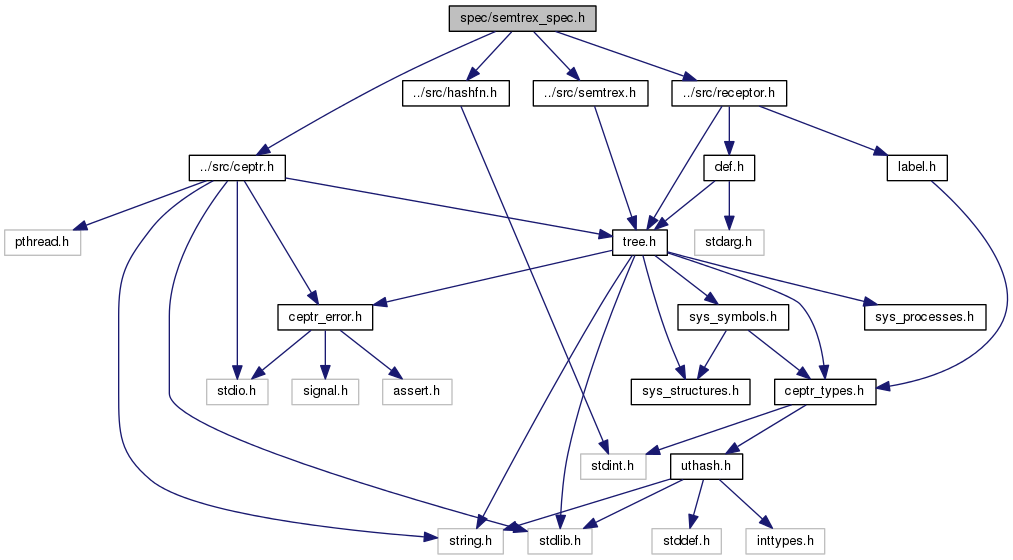 spec/semtrex_spec.h
../src/hashfn.h
../src/semtrex.h
../src/receptor.h
../src/ceptr.h
def.h
label.h
pthread.h
tree.h
stdarg.h
ceptr_error.h
sys_symbols.h
sys_processes.h
stdio.h
signal.h
assert.h
sys_structures.h
ceptr_types.h
stdint.h
uthash.h
string.h
stdlib.h
stddef.h
inttypes.h